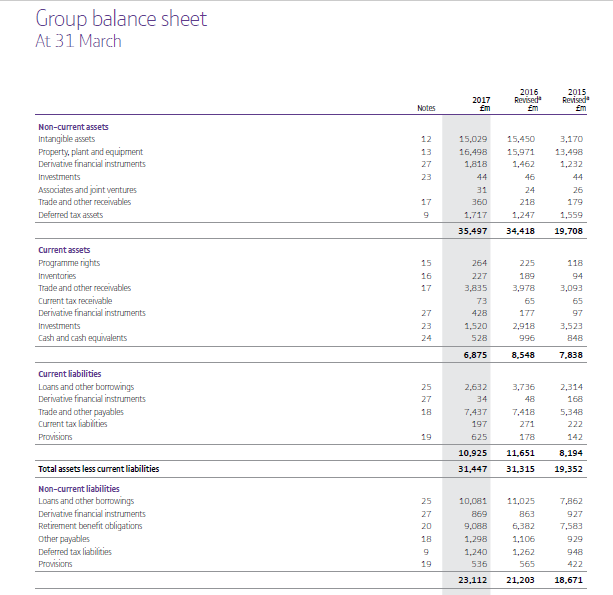 Group balance sheet
At 31 March
Notes 2017 £m 2016 Revisedª £m 2015 Revisedª £m
Non-current assets
Intangible assets 12 15,029 15,450 3,170
Property, plant and equipment 13 16,498 15,971 13,498
Derivative financial instruments 27 1,818 1,462 1,232
Investments 23 44 46 44
Associates and joint ventures 31 24 26
Trade and other receivables 17 360 218 179
Deferred tax assets 9 1,717 1,247 1,559
35,497 34,418 19,708
Current assets
Programme rights 15 264 225 118
Inventories 16 227 189 94
Trade and other receivables 17 3,835 3,978 3,093
Current tax receivable 73 65 65
Derivative financial instruments 27 428 177 97
Investments 23 1,520 2,918 3,523
Cash and cash equivalents 24 528 996 848
6,875 8,548 7,838
Current liabilities
Loans and other borrowings 25 2,632 3,736 2,314
Derivative financial instruments 27 34 48 168
Trade and other payables 18 7,437 7,418 5,348
Current tax liabilities 197 271 222
Provisions 19 625 178 142
10,925 11,651 8,194
Total assets less current liabilities 31,447 31,315 19,352
Non-current liabilities
Loans and other borrowings 25 10,081 11,025 7,862
Derivative financial instruments 27 869 863 927
Retirement benefit obligations 20 9,088 6,382 7,583
Other payables 18 1,298 1,106 929
Deferred tax liabilities 9 1,240 1,262 948
Provisions 19 536 565 422
23,112 21,203 18,671